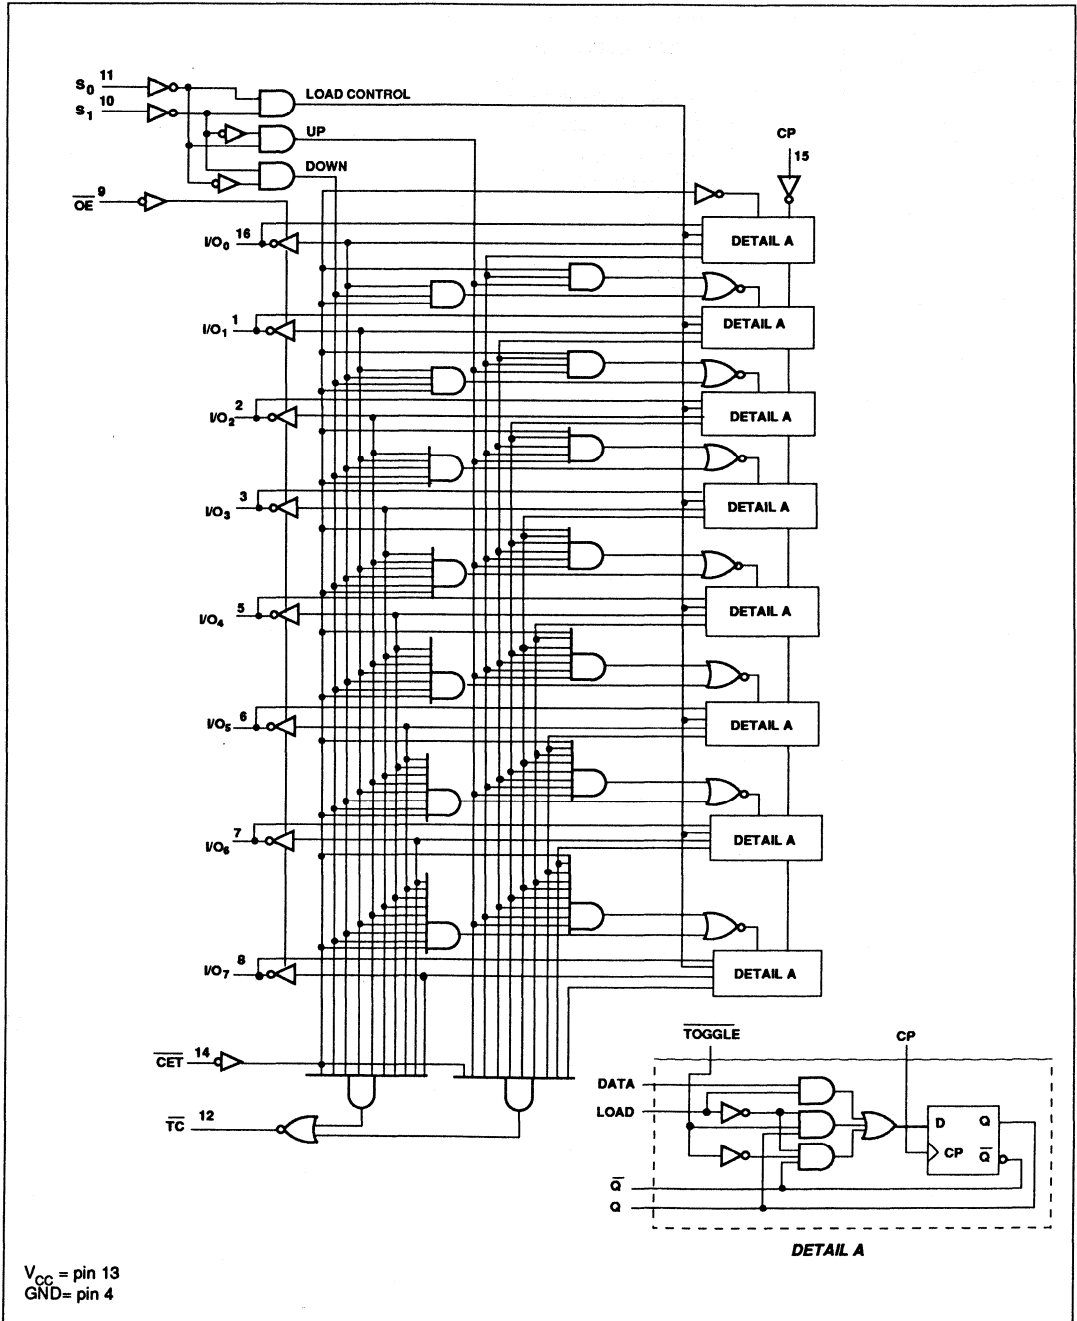 S0 11
S1 10
LOAD CONTROL
UP
DOWN
CP
15
OE 9
I/O0 16
DETAIL A
I/O1 1
DETAIL A
I/O2 2
DETAIL A
I/O3 3
DETAIL A
I/O4 5
DETAIL A
I/O5 6
DETAIL A
I/O6 7
DETAIL A
I/O7 8
DETAIL A
CET 14
TC 12
TOGGLE
CP
DATA
LOAD
D Q
CP Q
Q
Q
DETAIL A
VCC = pin 13
GND= pin 4